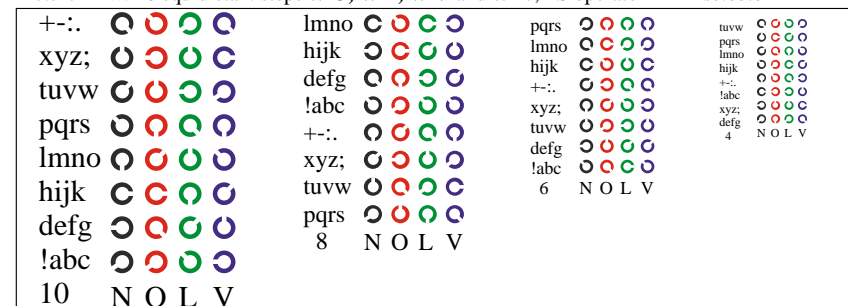 +-:.
xyz;
tuvw
pqrs
lmno
hijk
defg
!abc
10 N O L V
lmno
hijk
defg
!abc
+-:.
xyz;
tuvw
pqrs
8 N O L V
pqrs
lmno
hijk
+-:.
xyz;
tuvw
defg
!abc
6 N O L V
tuvw
pqrs
lmno
hijk
+-:.
!abc
xyz;
defg
4 N O L V